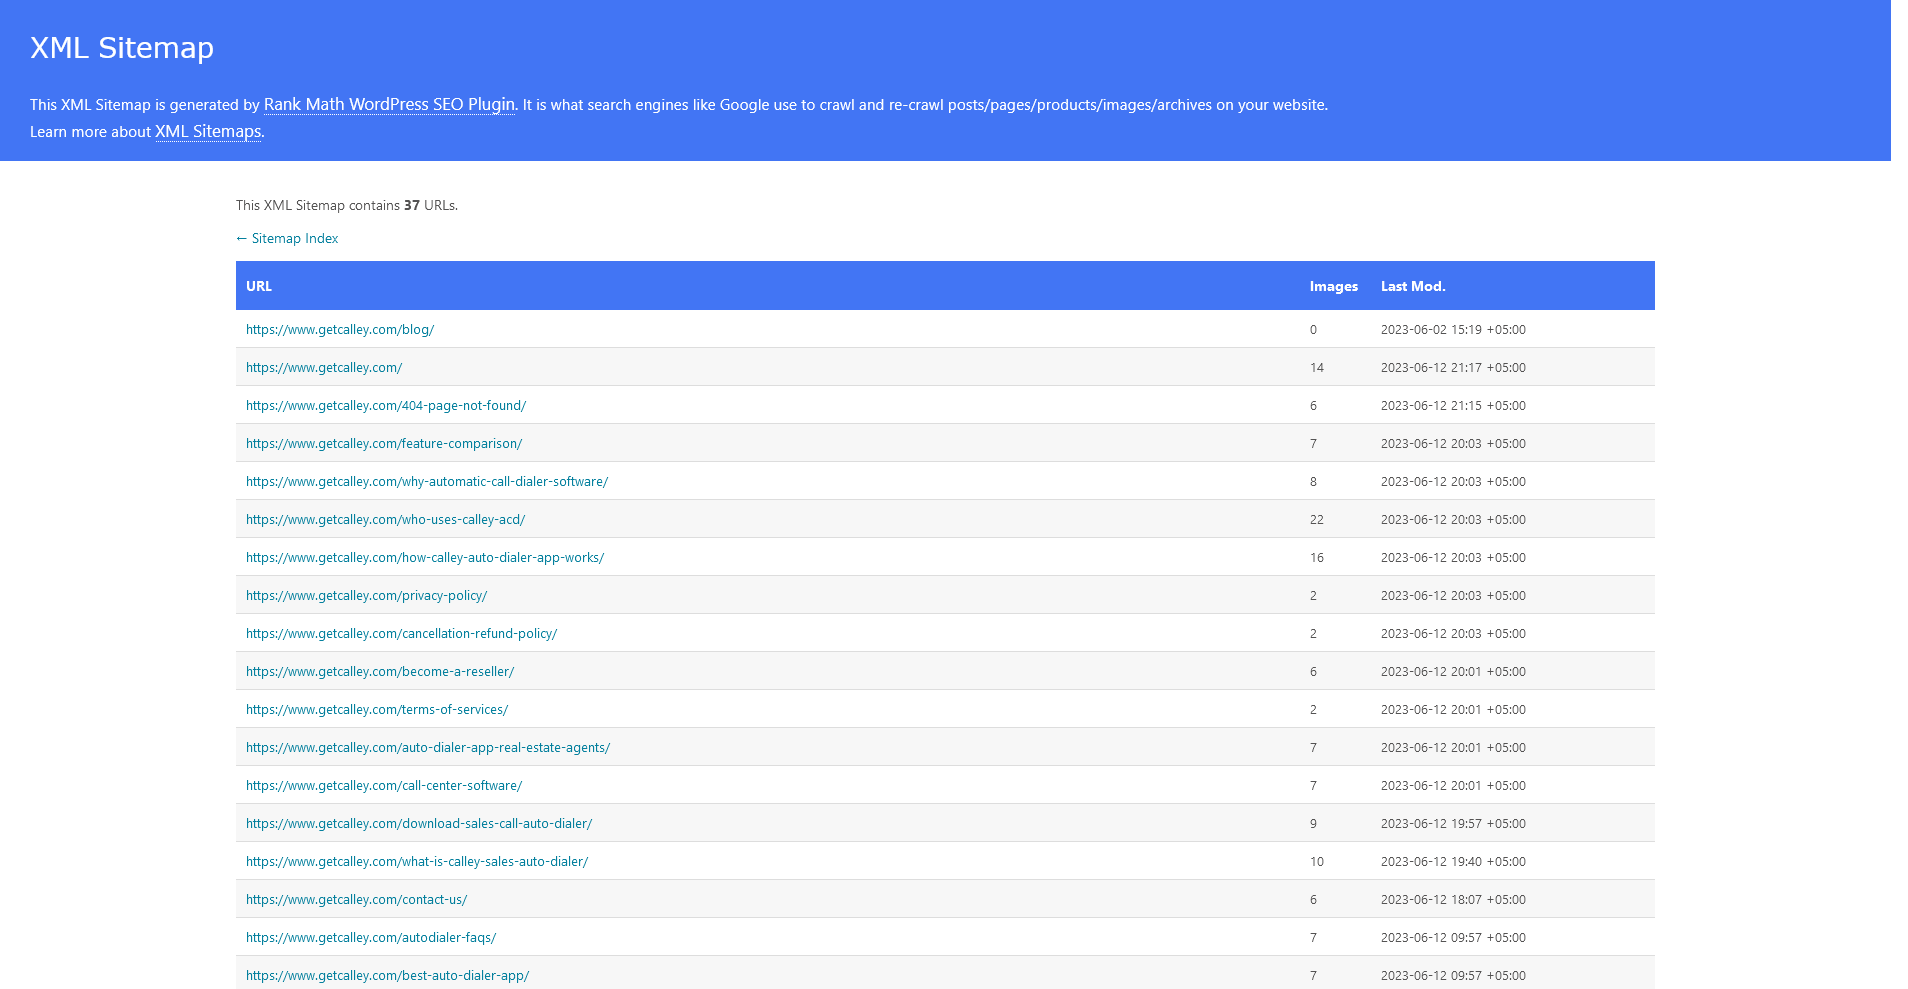 XML Sitemap
This XML Sitemap is generated by Rank Math WordPress SEO Plugin. It is what search engines like Google use to crawl and re-crawl posts/pages/products/images/archives on your website.
Learn more about XML Sitemaps.
This XML Sitemap contains 37 URLs.
← Sitemap Index
URL Images Last Mod.
https://www.getcalley.com/blog/ 0 2023-06-02 15:19 +05:00
https://www.getcalley.com/ 14 2023-06-12 21:17 +05:00
https://www.getcalley.com/404-page-not-found/ 6 2023-06-12 21:15 +05:00
https://www.getcalley.com/feature-comparison/ 7 2023-06-12 20:03 +05:00
https://www.getcalley.com/why-automatic-call-dialer-software/ 8 2023-06-12 20:03 +05:00
https://www.getcalley.com/who-uses-calley-acd/ 22 2023-06-12 20:03 +05:00
https://www.getcalley.com/how-calley-auto-dialer-app-works/ 16 2023-06-12 20:03 +05:00
https://www.getcalley.com/privacy-policy/ 2 2023-06-12 20:03 +05:00
https://www.getcalley.com/cancellation-refund-policy/ 2 2023-06-12 20:03 +05:00
https://www.getcalley.com/become-a-reseller/ 6 2023-06-12 20:01 +05:00
https://www.getcalley.com/terms-of-services/ 2 2023-06-12 20:01 +05:00
https://www.getcalley.com/auto-dialer-app-real-estate-agents/ 7 2023-06-12 20:01 +05:00
https://www.getcalley.com/call-center-software/ 7 2023-06-12 20:01 +05:00
https://www.getcalley.com/download-sales-call-auto-dialer/ 9 2023-06-12 19:57 +05:00
https://www.getcalley.com/what-is-calley-sales-auto-dialer/ 10 2023-06-12 19:40 +05:00
https://www.getcalley.com/contact-us/ 6 2023-06-12 18:07 +05:00
https://www.getcalley.com/autodialer-faqs/ 7 2023-06-12 09:57 +05:00
https://www.getcalley.com/best-auto-dialer-app/ 7 2023-06-12 09:57 +05:00